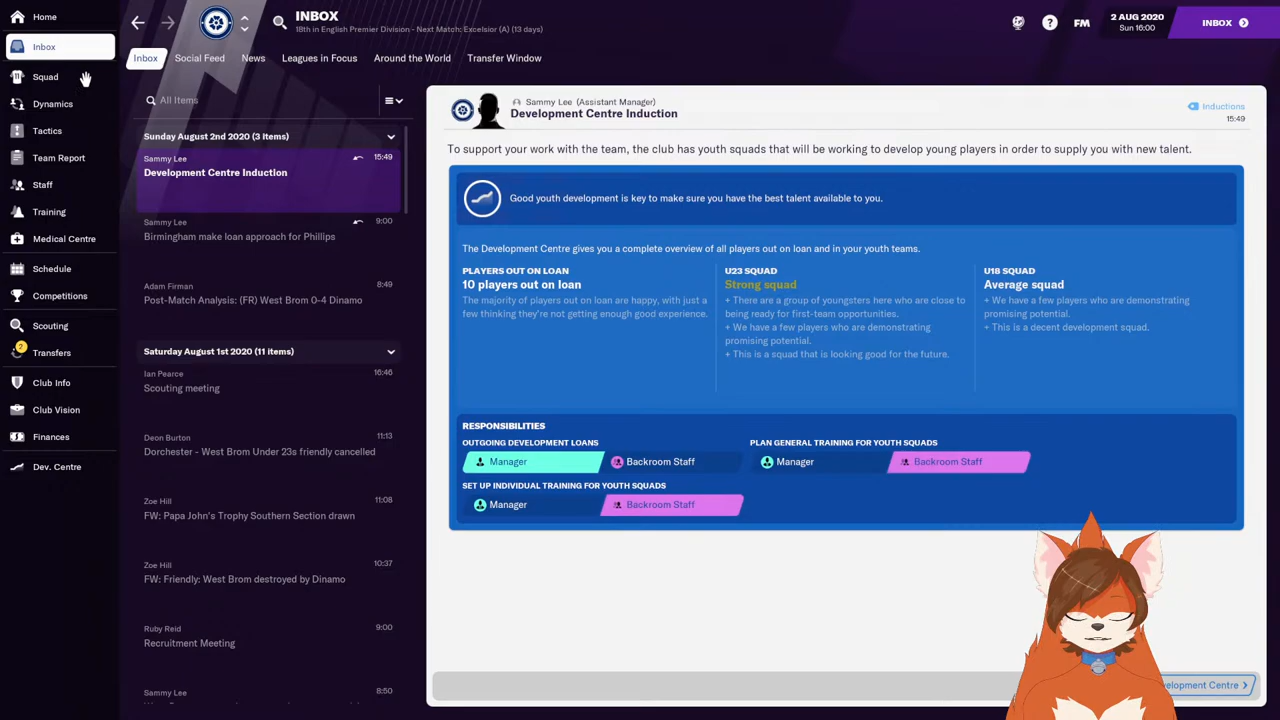 Home
Inbox
Squad
Dynamics
Tactics
Team Report
Staff
Training
Medical Centre
Schedule
Competitions
Scouting
2
Transfers
Club Info
Club Vision
Finances
Dev. Centre
INBOX
18th in English Premier Division - Next Match: Excelsior (A) (13 days)
? FM
2 AUG 2020
Sun 16:00
INBOX
Inbox Social Feed News Leagues in Focus Around the World Transfer Window
All Items
Sunday August 2nd 2020 (3 items)
Sammy Lee 15:49
Development Centre Induction
Sammy Lee 9:00
Birmingham make loan approach for Phillips
Adam Firman 8:49
Post-Match Analysis: (FR) West Brom 0-4 Dinamo
Saturday August 1st 2020 (11 items)
Ian Pearce 16:46
Scouting meeting
Deon Burton 11:13
Dorchester - West Brom Under 23s friendly cancelled
Zoe Hill 11:08
FW: Papa John's Trophy Southern Section drawn
Zoe Hill 10:37
FW: Friendly: West Brom destroyed by Dinamo
Ruby Reid 9:00
Recruitment Meeting
Sammy Lee 8:50
Sammy Lee (Assistant Manager)
Development Centre Induction
Inductions
15:49
To support your work with the team, the club has youth squads that will be working to develop young players in order to supply you with new talent.
Good youth development is key to make sure you have the best talent available to you.
The Development Centre gives you a complete overview of all players out on loan and in your youth teams.
PLAYERS OUT ON LOAN
10 players out on loan
The majority of players out on loan are happy, with just a
few thinking they're not getting enough good experience.
U23 SQUAD
Strong squad
+ There are a group of youngsters here who are close to
being ready for first-team opportunities.
+ We have a few players who are demonstrating
promising potential.
+ This is a squad that is looking good for the future.
U18 SQUAD
Average squad
+ We have a few players who are demonstrating
promising potential.
+ This is a decent development squad.
RESPONSIBILITIES
OUTGOING DEVELOPMENT LOANS
Manager Backroom Staff
PLAN GENERAL TRAINING FOR YOUTH SQUADS
Manager Backroom Staff
SET UP INDIVIDUAL TRAINING FOR YOUTH SQUADS
Manager Backroom Staff
velopment Centre